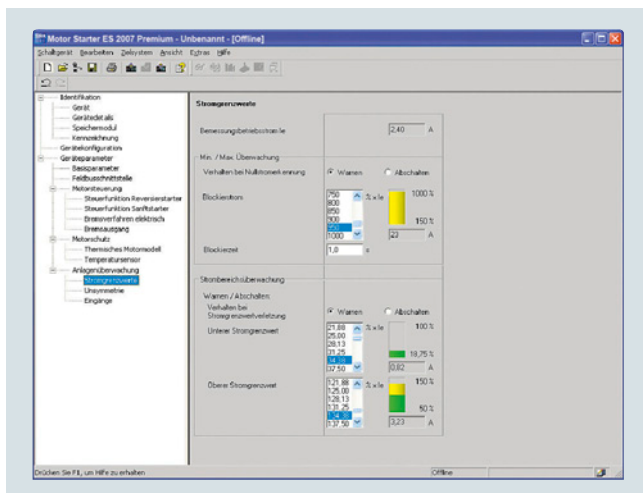 Motor Starter ES 2007 Premium - Unbenannt - [Offline]
Schaltgerät Bearbeiten Zielsystem Ansicht Extras Hilfe
Identifikation
Gerät
Gerätedetails
Speichermodul
Kennzeichnung
Gerätekonfiguration
Geräteparameter
Basisparameter
Feldbusschnittstelle
Motorsteuerung
Steuerfunktion Reversierstarter
Steuerfunktion Sanftstarter
Bremsverfahren elektrisch
Bremsausgang
Motorschutz
Thermisches Motormodell
Temperatursensor
Anlagenüberwachung
Stromgrenzwerte
Unsymmetrie
Eingänge
Stromgrenzwerte
Bemessungsbetriebsstrom Ie 2,40 A
Min. / Max. Überwachung
Verhalten bei Nullstromerkennung Warnen Abschalten
Blockierstrom
750
800
850
900
950
1000
% x Ie
1000 %
150 %
23 A
Blockierzeit 1,0 s
Strombereichsüberwachung
Warnen / Abschalten:
Verhalten bei
Stromgrenzwertverletzung Warnen Abschalten
Unterer Stromgrenzwert
21,88
25,00
28,13
31,25
34,38
37,50
% x Ie
100 %
18,75 %
0,82 A
Oberer Stromgrenzwert
121,88
125,00
128,13
131,25
134,38
137,50
% x Ie
150 %
50 %
3,23 A
Drücken Sie F1, um Hilfe zu erhalten
Offline